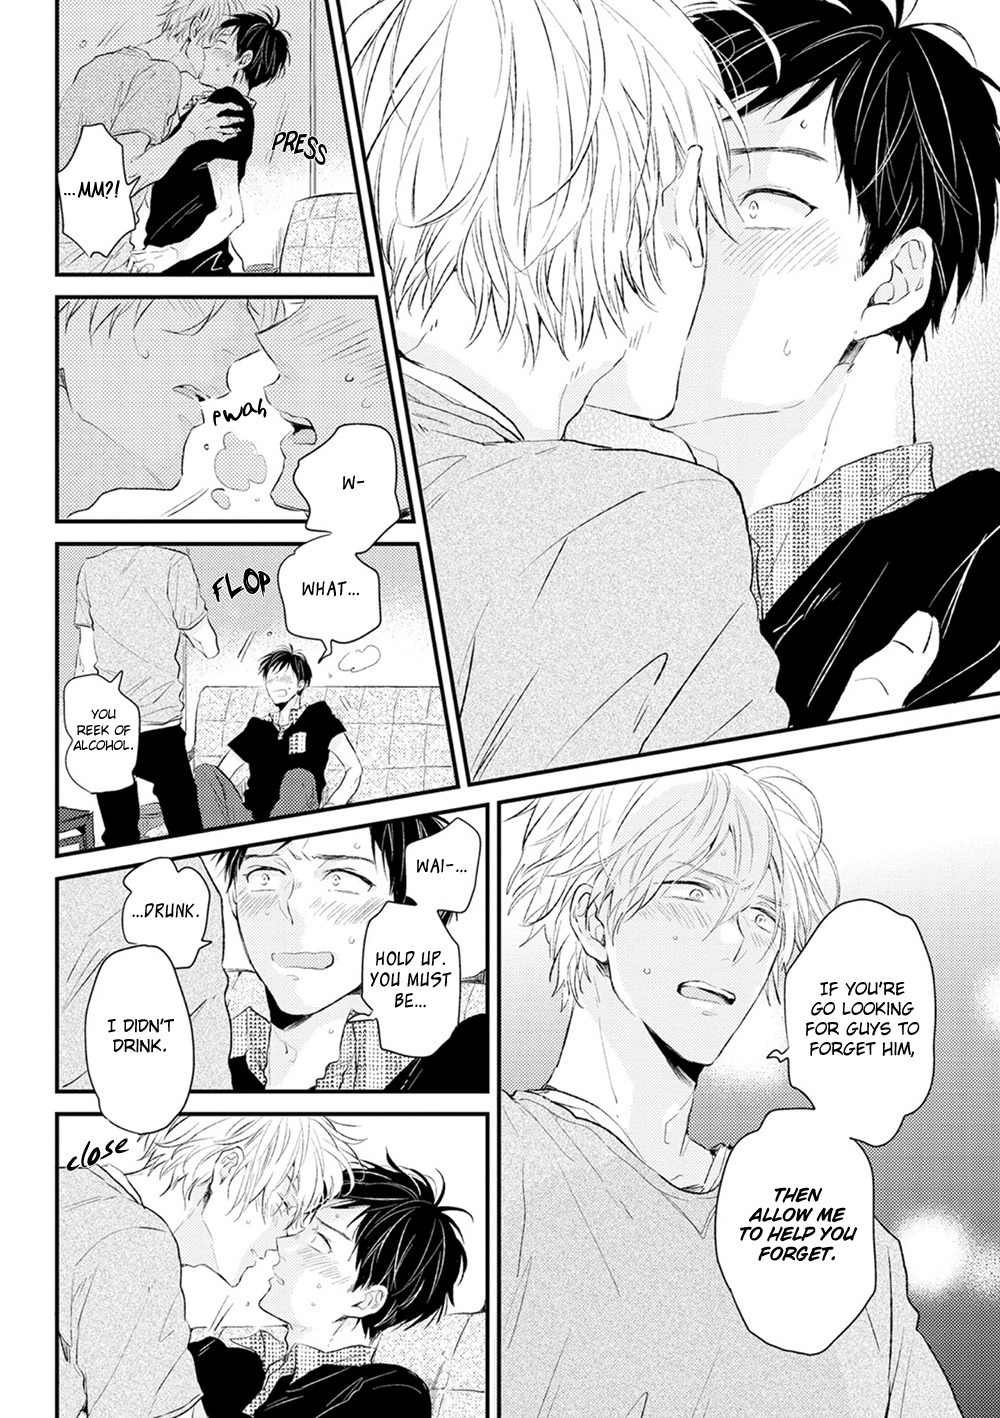 PRESS
...MM?!
PWAH
W-
WHAT...
FLOP
YOU
REEK OF
ALCOHOL.
WAI-...
HOLD UP.
YOU MUST
BE...
...DRUNK.
I DIDN'T
DRINK.
close
IF YOU'RE
GO LOOKING
FOR GUYS TO
FORGET HIM,
THEN
ALLOW ME
TO HELP YOU
FORGET.